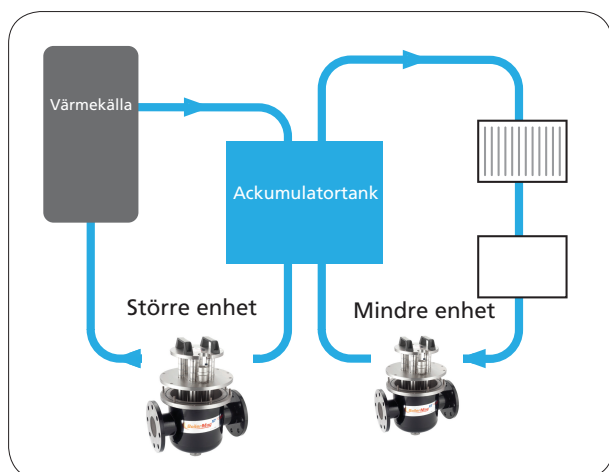 Värmekälla
Ackumulatortank
Större enhet
Mindre enhet